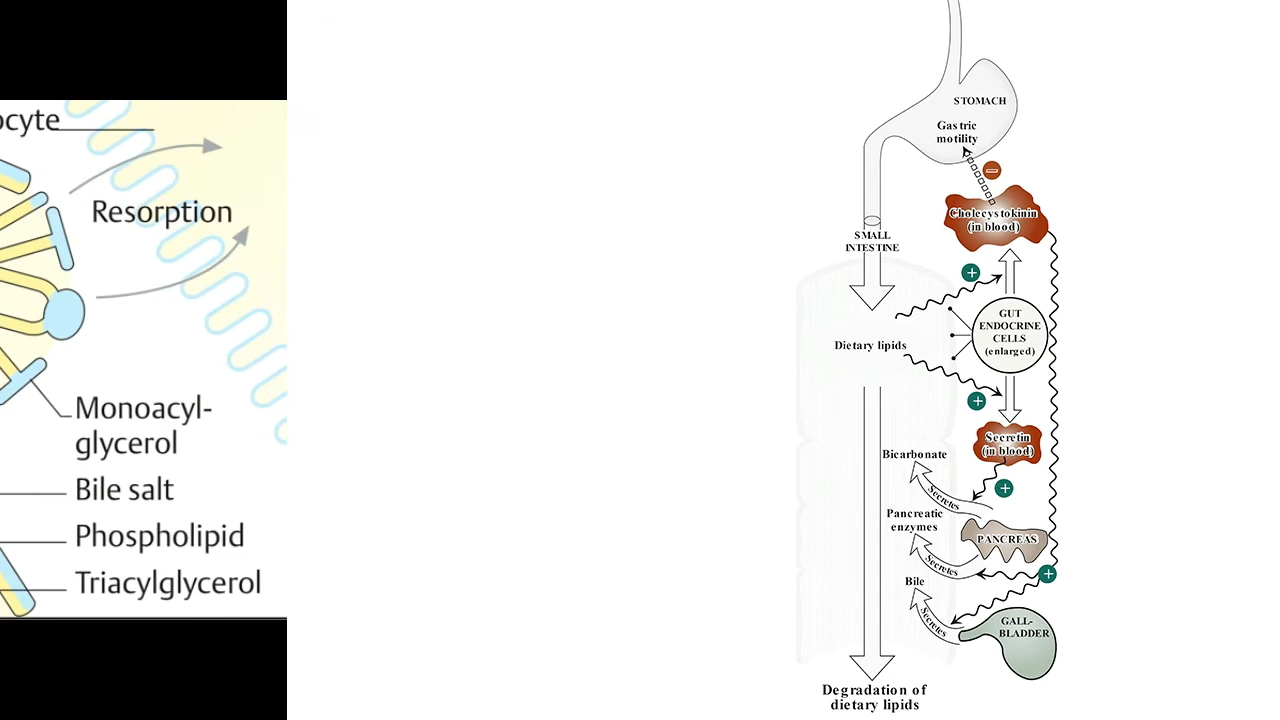 ocyte
Resorption
Monoacyl-
glycerol
Bile salt
Phospholipid
Triacylglycerol
STOMACH
Gastric
motility
−
Cholecystokinin
(in blood)
SMALL
INTESTINE
+
GUT
ENDOCRINE
CELLS
(enlarged)
Dietary lipids
+
Secretin
(in blood)
Bicarbonate
+
Secretes
Pancreatic
enzymes
PANCREAS
Secretes
+
Bile
Secretes
GALL-
BLADDER
Degradation of
dietary lipids